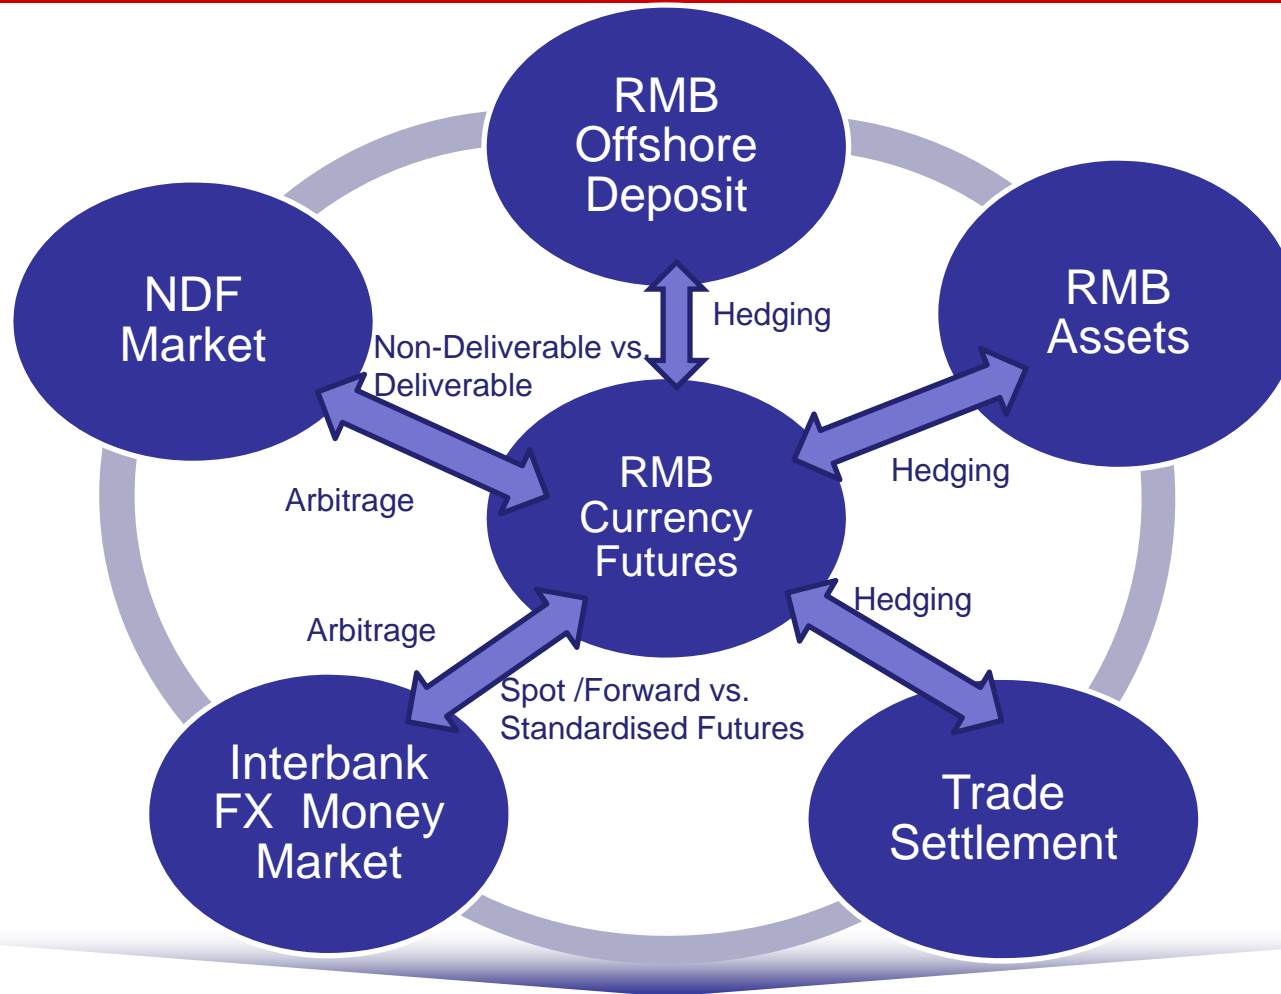 RMB
Offshore
Deposit
NDF
Market
RMB
Assets
Hedging
Non-Deliverable vs.
Deliverable
Hedging
Arbitrage
RMB
Currency
Futures
Hedging
Arbitrage
Spot /Forward vs.
Standardised Futures
Interbank
FX  Money
Market
Trade
Settlement